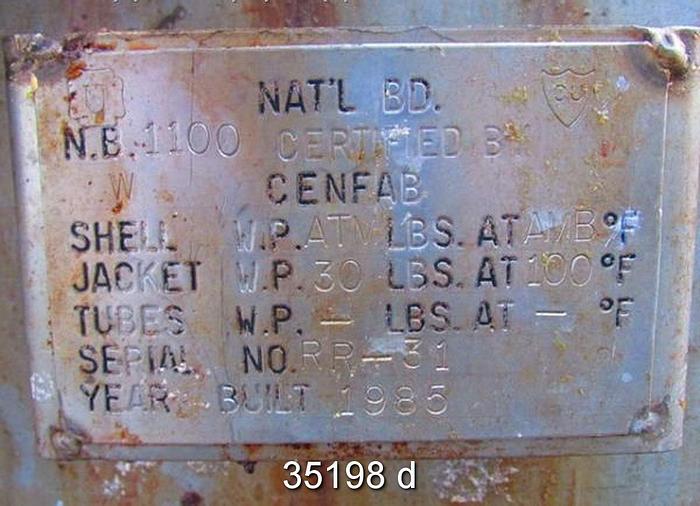 U NAT'L BD.
N.B. 1100 CERTIFIED BY
W CENFAB
SHELL W.P. ATM LBS. AT AMB °F
JACKET W.P. 30 LBS. AT 100 °F
TUBES W.P. — LBS. AT — °F
SERIAL NO. RR-31
YEAR BUILT 1985
35198 d